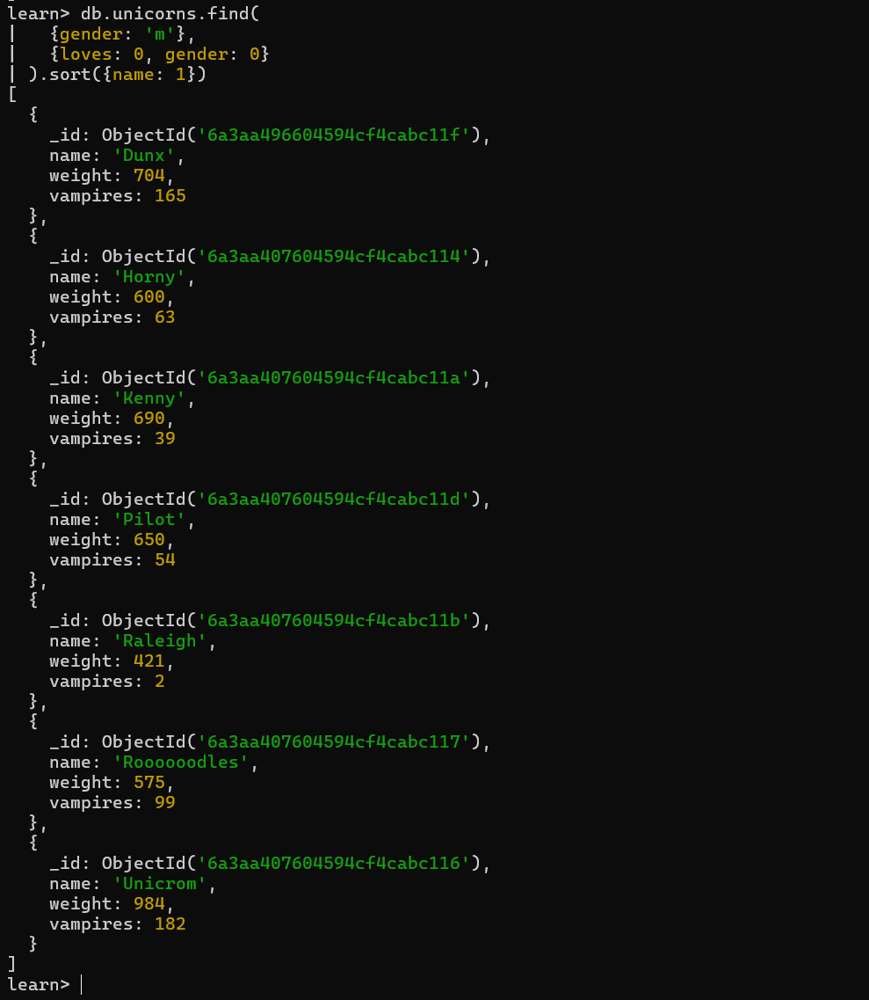 learn> db.unicorns.find(
|   {gender: 'm'},
|   {loves: 0, gender: 0}
| ).sort({name: 1})
[
  {
    _id: ObjectId('6a3aa496604594cf4cabc11f'),
    name: 'Dunx',
    weight: 704,
    vampires: 165
  },
  {
    _id: ObjectId('6a3aa407604594cf4cabc114'),
    name: 'Horny',
    weight: 600,
    vampires: 63
  },
  {
    _id: ObjectId('6a3aa407604594cf4cabc11a'),
    name: 'Kenny',
    weight: 690,
    vampires: 39
  },
  {
    _id: ObjectId('6a3aa407604594cf4cabc11d'),
    name: 'Pilot',
    weight: 650,
    vampires: 54
  },
  {
    _id: ObjectId('6a3aa407604594cf4cabc11b'),
    name: 'Raleigh',
    weight: 421,
    vampires: 2
  },
  {
    _id: ObjectId('6a3aa407604594cf4cabc117'),
    name: 'Roooooodles',
    weight: 575,
    vampires: 99
  },
  {
    _id: ObjectId('6a3aa407604594cf4cabc116'),
    name: 'Unicrom',
    weight: 984,
    vampires: 182
  }
]
learn>